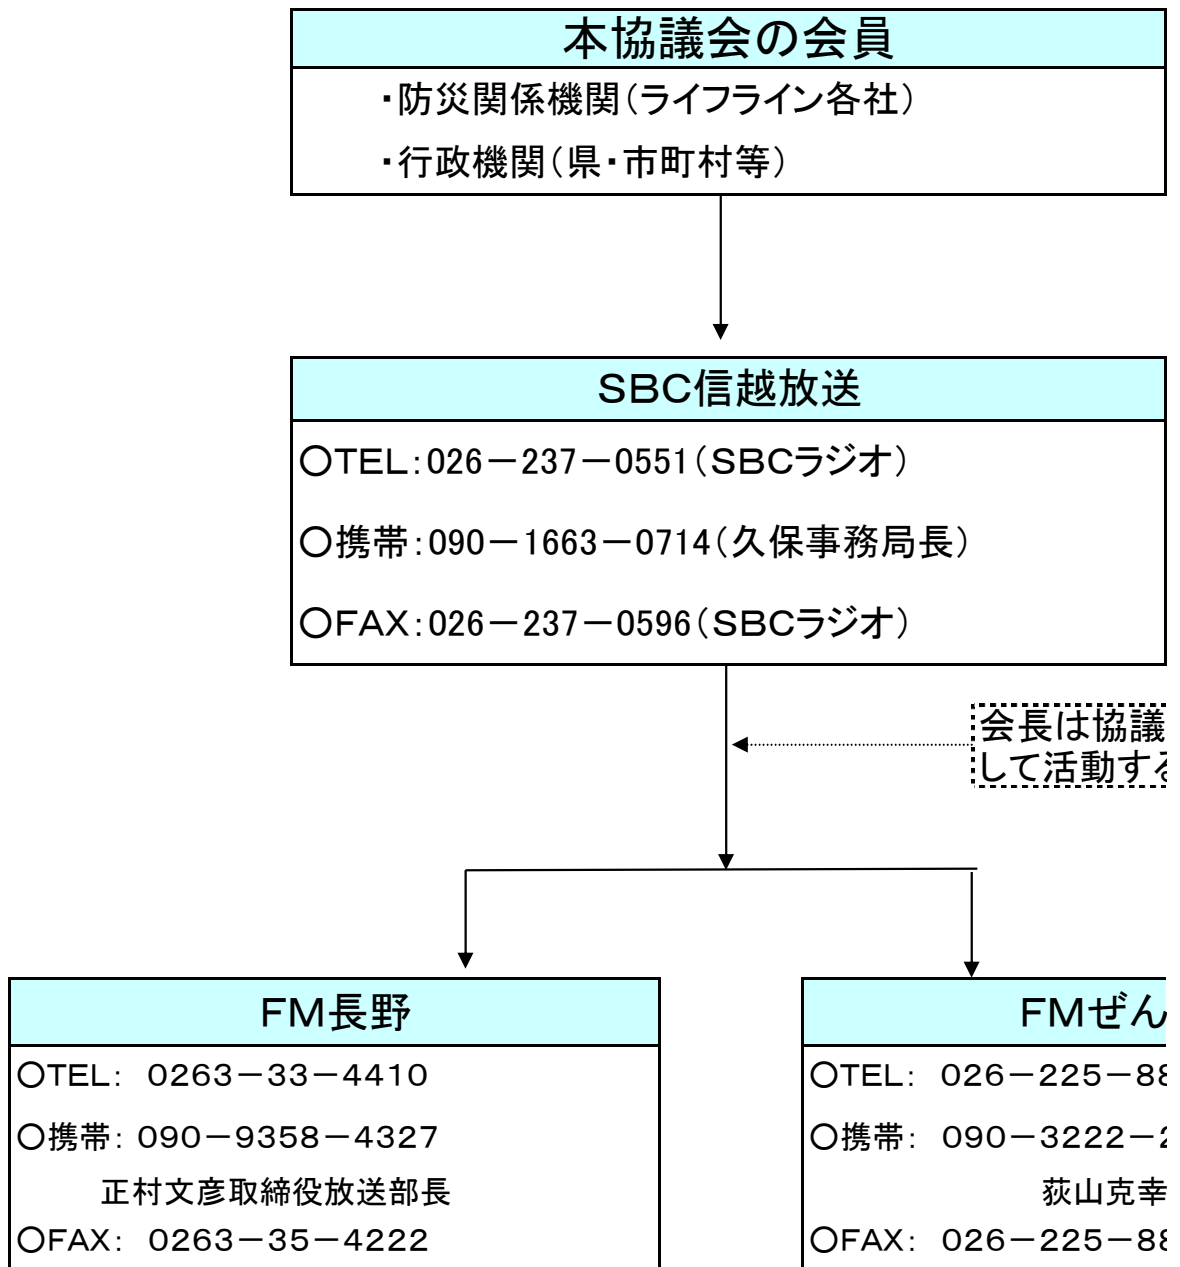 本協議会の会員
・防災関係機関（ライフライン各社）
・行政機関（県・市町村等）
ＳＢＣ信越放送
○ＴＥＬ：026－237－0551（ＳＢＣラジオ）
○携帯：090－1663－0714（久保事務局長）
○ＦＡＸ：026－237－0596（ＳＢＣラジオ）
会長は協議
して活動する
ＦＭ長野
○ＴＥＬ：　０２６３－３３－４４１０
○携帯：０９０－９３５８－４３２７
正村文彦取締役放送部長
○ＦＡＸ：　０２６３－３５－４２２２
ＦＭぜん
○ＴＥＬ：　０２６－２２５－８８
○携帯：　０９０－３２２２－２
荻山克幸
○ＦＡＸ：　０２６－２２５－８８